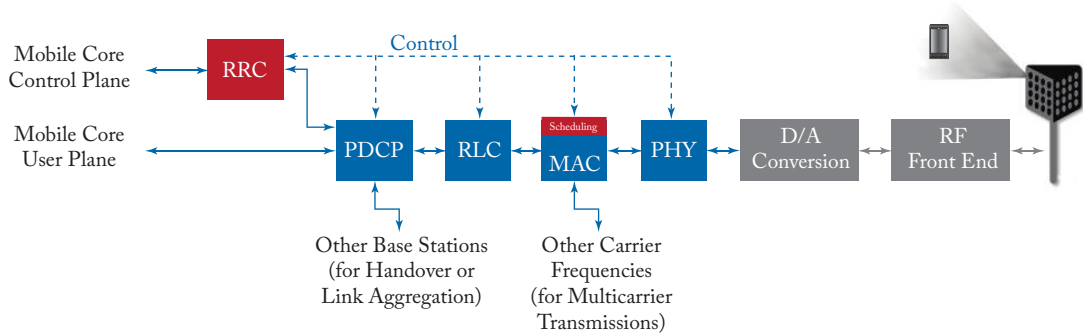 Mobile Core
Control Plane
RRC
Control
Mobile Core
User Plane
PDCP
RLC
Scheduling
MAC
PHY
D/A
Conversion
RF
Front End
Other Base Stations
(for Handover or
Link Aggregation)
Other Carrier
Frequencies
(for Multicarrier
Transmissions)